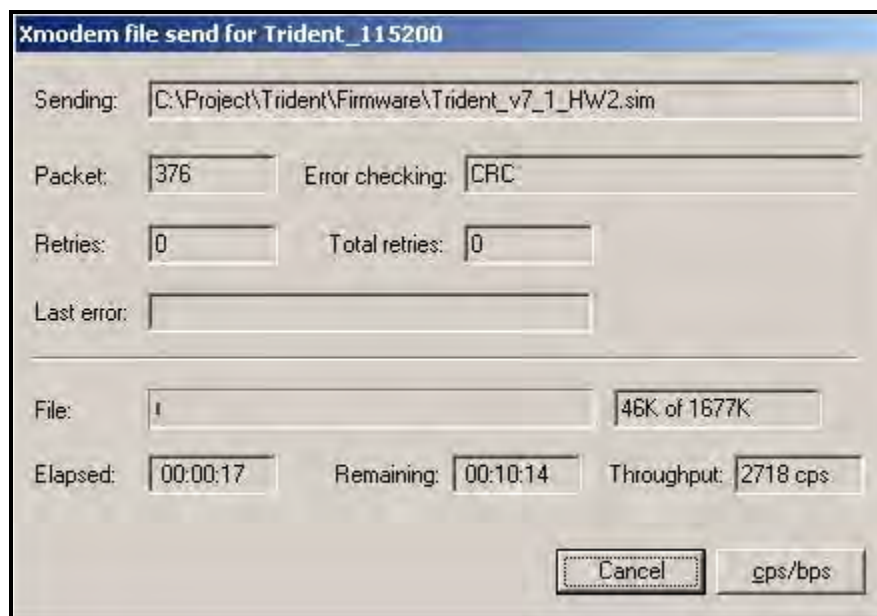 Xmodem file send for Trident_115200
Sending: C:\Project\Trident\Firmware\Trident_v7_1_HW2.sim
Packet: 376 Error checking: CRC
Retries: 0 Total retries: 0
Last error:
File: 46K of 1677K
Elapsed: 00:00:17 Remaining: 00:10:14 Throughput: 2718 cps
Cancel cps/bps